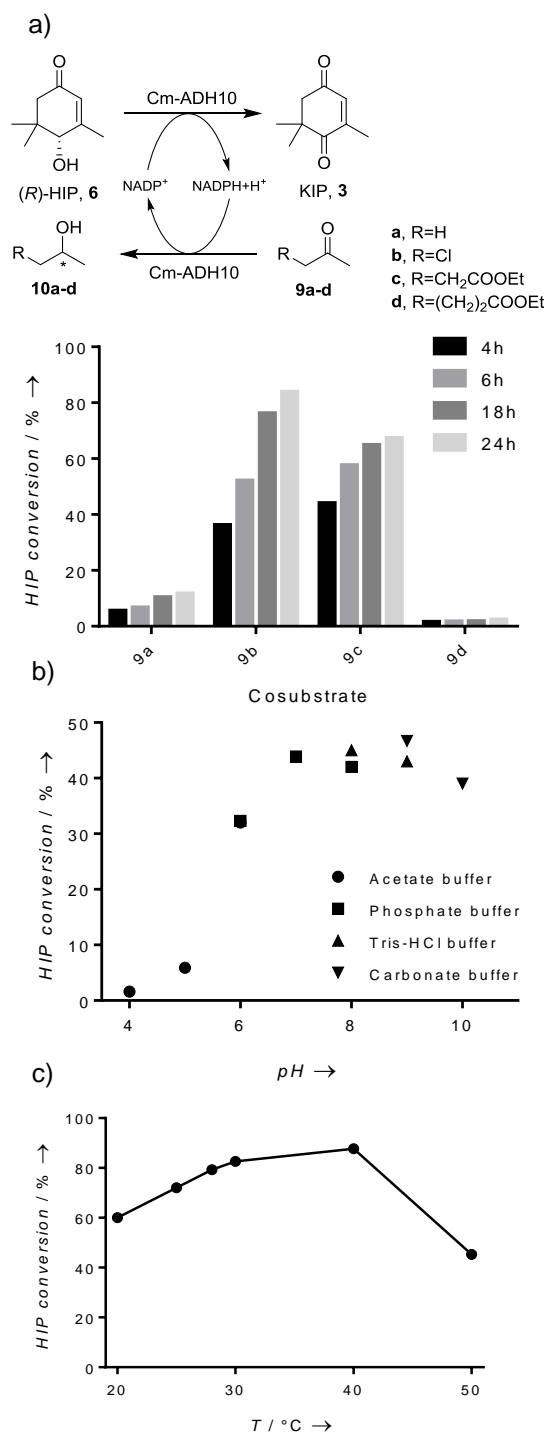 a)
O
Cm-ADH10
O
OH
O
(R)-HIP, 6
NADP+
NADPH+H+
KIP, 3
OH
R
*
10a-d
Cm-ADH10
O
R
9a-d
a, R=H
b, R=Cl
c, R=CH₂COOEt
d, R=(CH₂)₂COOEt
100
80
60
40
20
0
HIP conversion / % →
4h
6h
18h
24h
9a
9b
9c
9d
Cosubstrate
b)
50
40
30
20
10
0
HIP conversion / % →
Acetate buffer
Phosphate buffer
Tris-HCl buffer
Carbonate buffer
4
6
8
10
pH →
c)
100
80
60
40
20
0
HIP conversion / % →
20
30
40
50
T / °C →